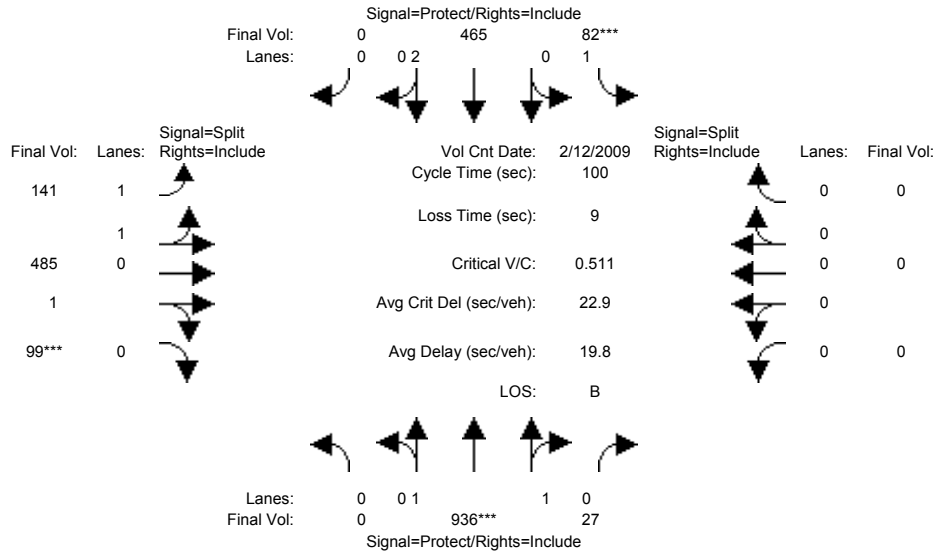 Signal=Protect/Rights=Include
Final Vol: 0 465 82***
Lanes: 0 0 2 0 1
Signal=Split
Final Vol: Lanes: Rights=Include
Vol Cnt Date: 2/12/2009
Signal=Split
Rights=Include Lanes: Final Vol:
Cycle Time (sec): 100
141 1 0 0
Loss Time (sec): 9
1 0
485 0 Critical V/C: 0.511 0 0
1 Avg Crit Del (sec/veh): 22.9 0
99*** 0 Avg Delay (sec/veh): 19.8 0 0
LOS: B
Lanes: 0 0 1 1 0
Final Vol: 0 936*** 27
Signal=Protect/Rights=Include